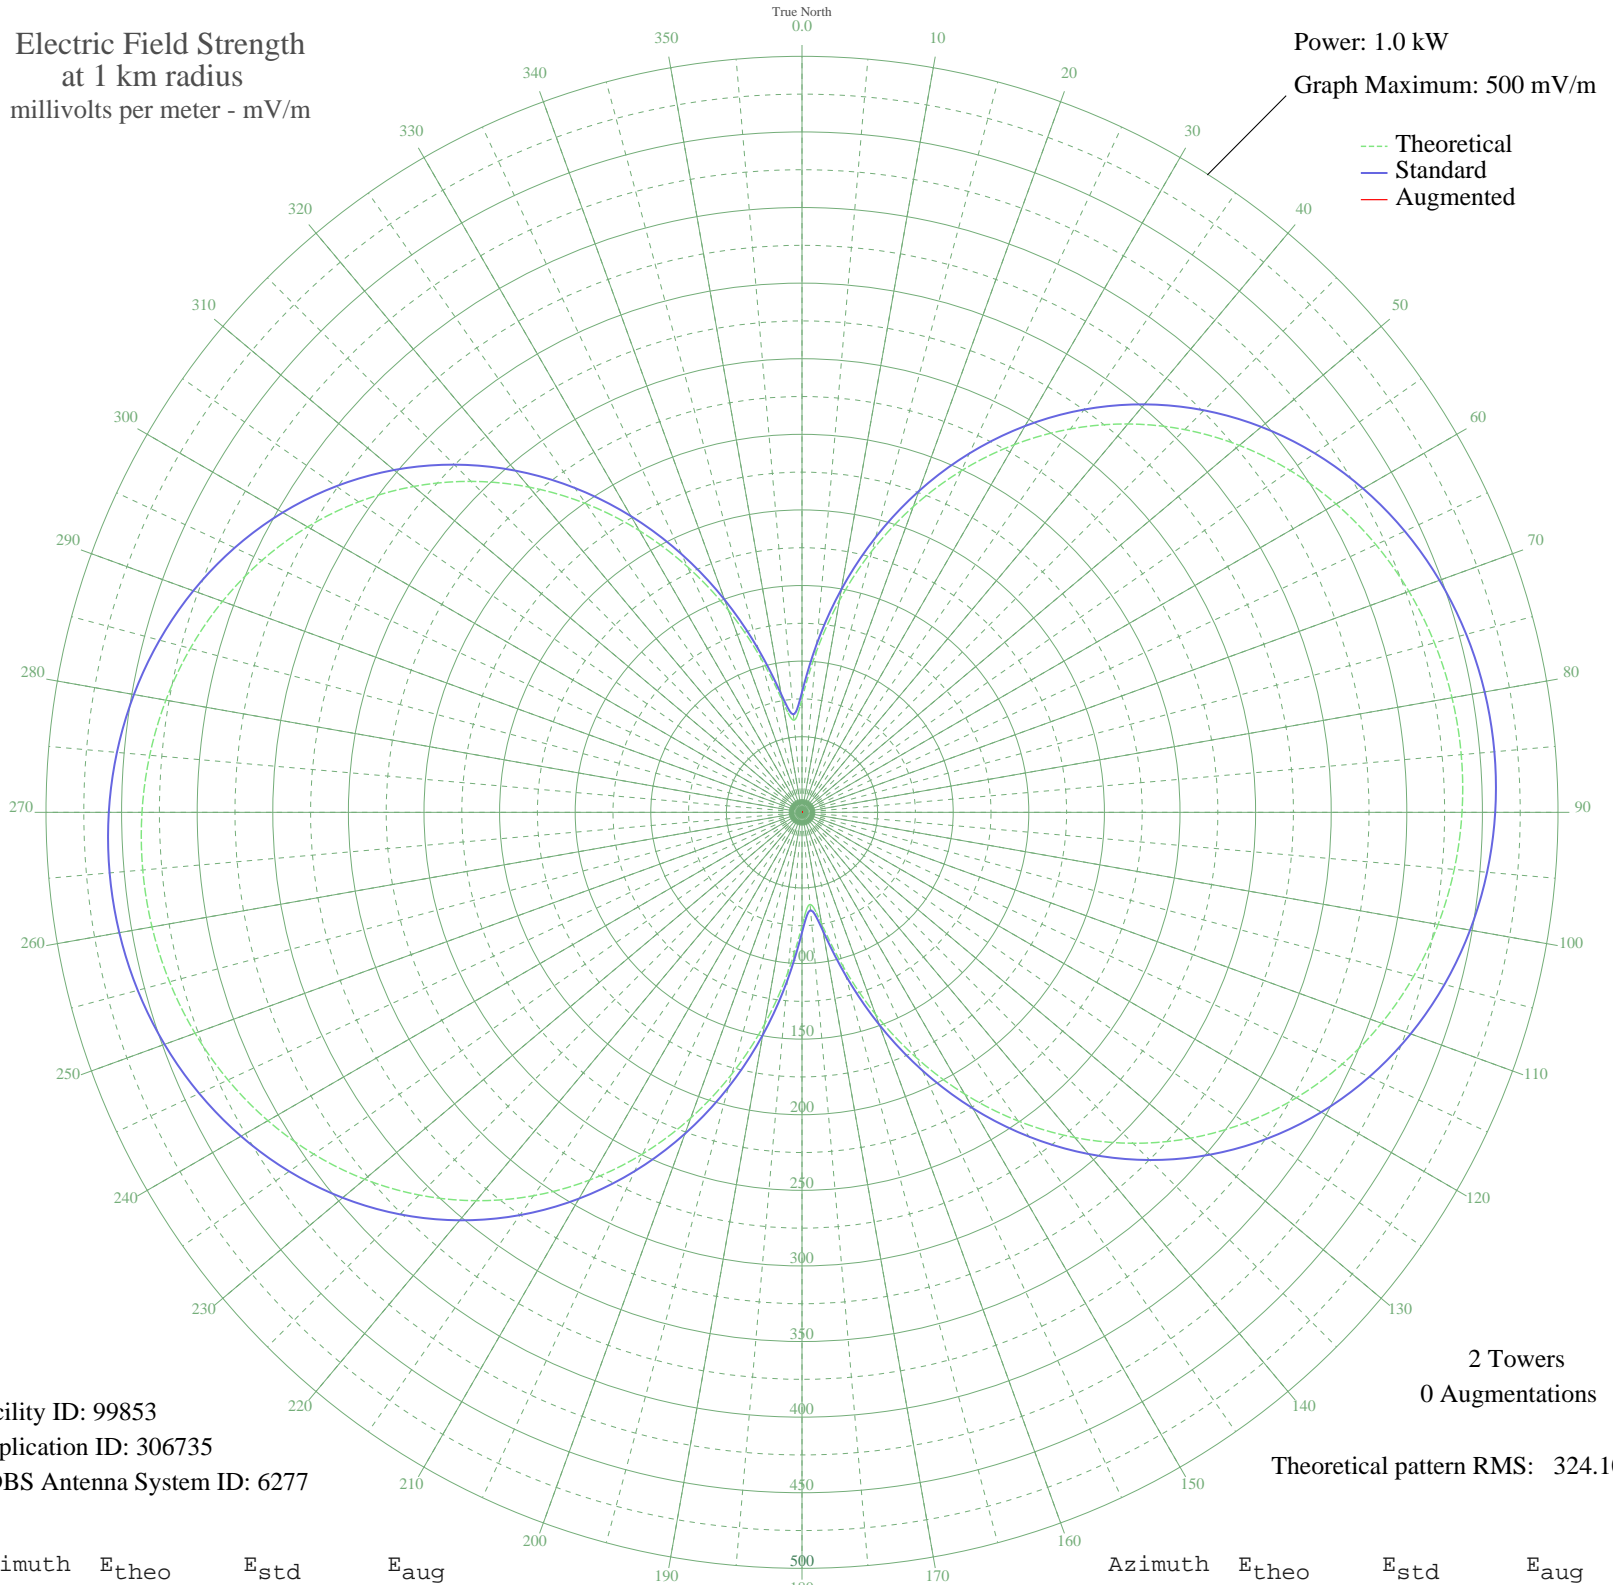 True North
0.0
Electric Field Strength
at 1 km radius
millivolts per meter - mV/m
Power: 1.0 kW
Graph Maximum: 500 mV/m
Theoretical
Standard
Augmented
10
20
30
40
50
60
70
80
90
100
110
120
130
140
150
160
170
190
200
210
220
230
240
250
260
270
280
290
300
310
320
330
340
350
100
150
200
250
300
350
400
450
500
2 Towers
0 Augmentations
Theoretical pattern RMS: 324.1
cility ID: 99853
plication ID: 306735
DBS Antenna System ID: 6277
imuth Etheo Estd Eaug
Azimuth Etheo Estd Eaug